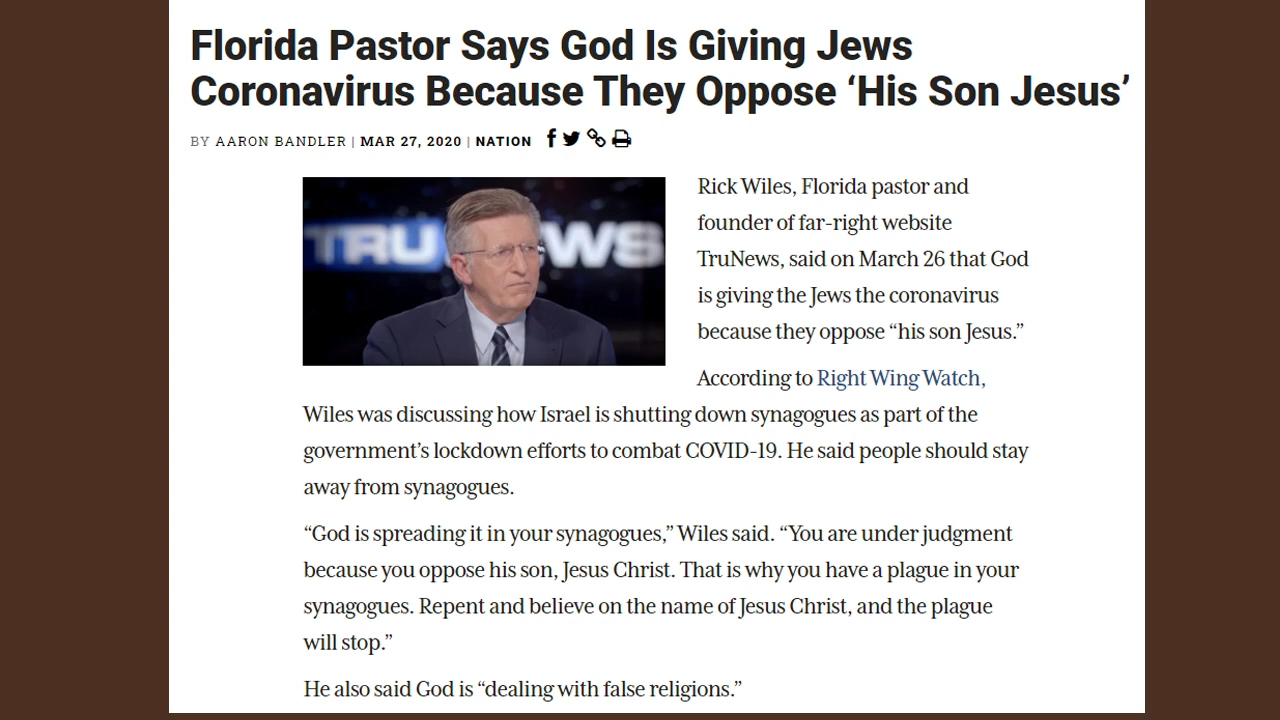 Florida Pastor Says God Is Giving Jews
Coronavirus Because They Oppose ‘His Son Jesus’
BY AARON BANDLER | MAR 27, 2020 | NATION
TRUNEWS
Rick Wiles, Florida pastor and
founder of far-right website
TruNews, said on March 26 that God
is giving the Jews the coronavirus
because they oppose “his son Jesus.”
According to Right Wing Watch,
Wiles was discussing how Israel is shutting down synagogues as part of the
government’s lockdown efforts to combat COVID-19. He said people should stay
away from synagogues.
“God is spreading it in your synagogues,” Wiles said. “You are under judgment
because you oppose his son, Jesus Christ. That is why you have a plague in your
synagogues. Repent and believe on the name of Jesus Christ, and the plague
will stop.”
He also said God is “dealing with false religions.”